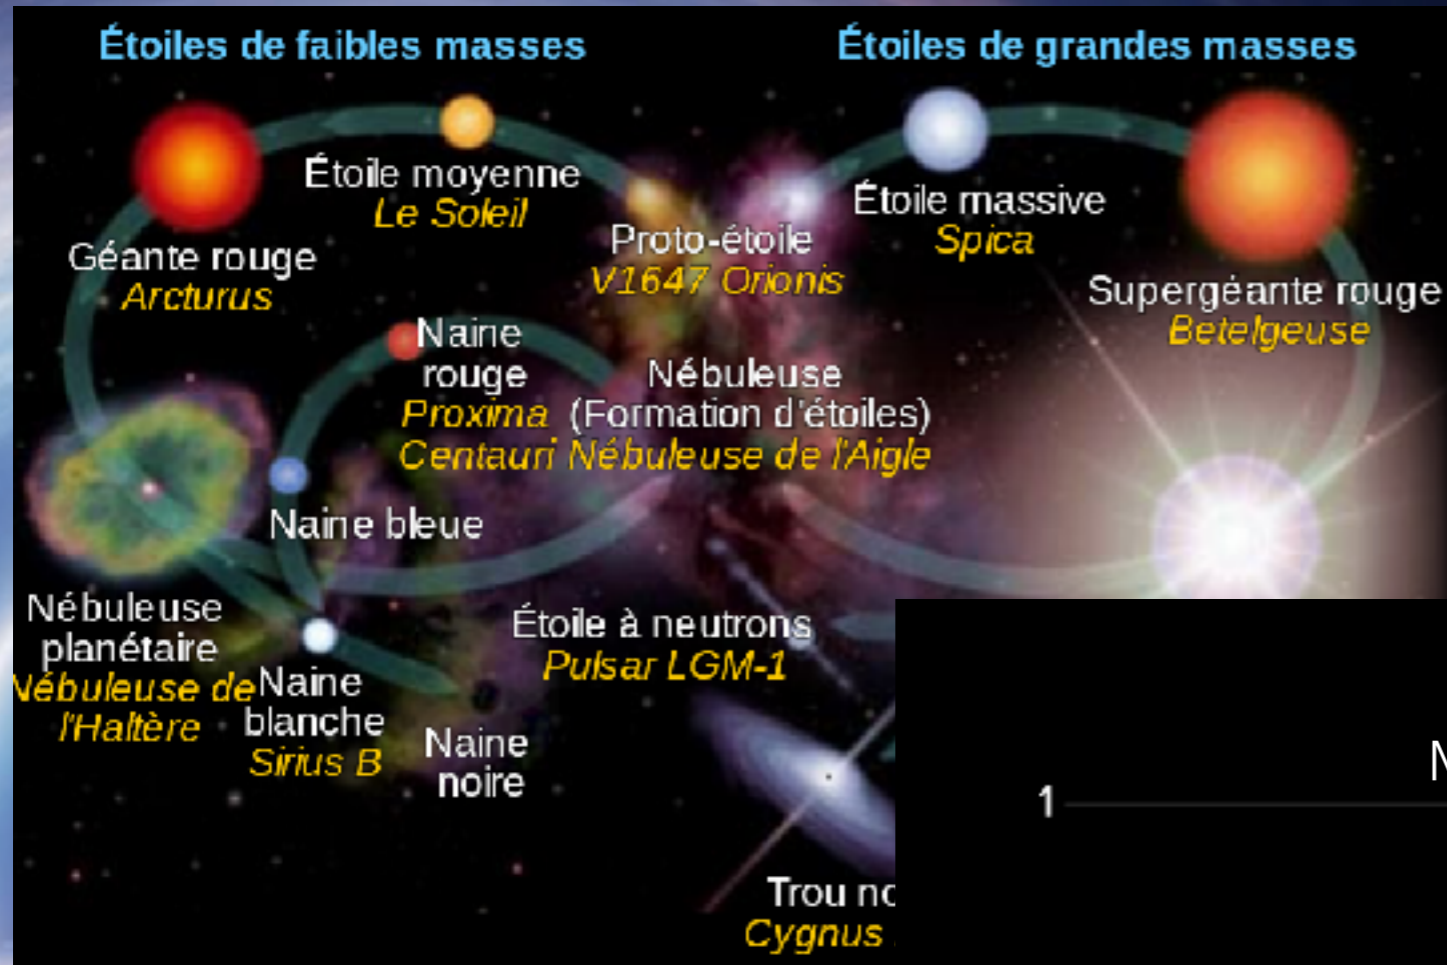 Étoiles de faibles masses
Étoiles de grandes masses
Étoile moyenne
Le Soleil
Géante rouge
Arcturus
Proto-étoile
V1647 Orionis
Étoile massive
Spica
Supergéante rouge
Betelgeuse
Naine
rouge
Proxima
Centauri
Nébuleuse
(Formation d'étoiles)
Nébuleuse de l'Aigle
Naine bleue
Nébuleuse
planétaire
Nébuleuse de
l'Haltère
Naine
blanche
Sirius B
Naine
noire
Étoile à neutrons
Pulsar LGM-1
Trou
Cygnus
1